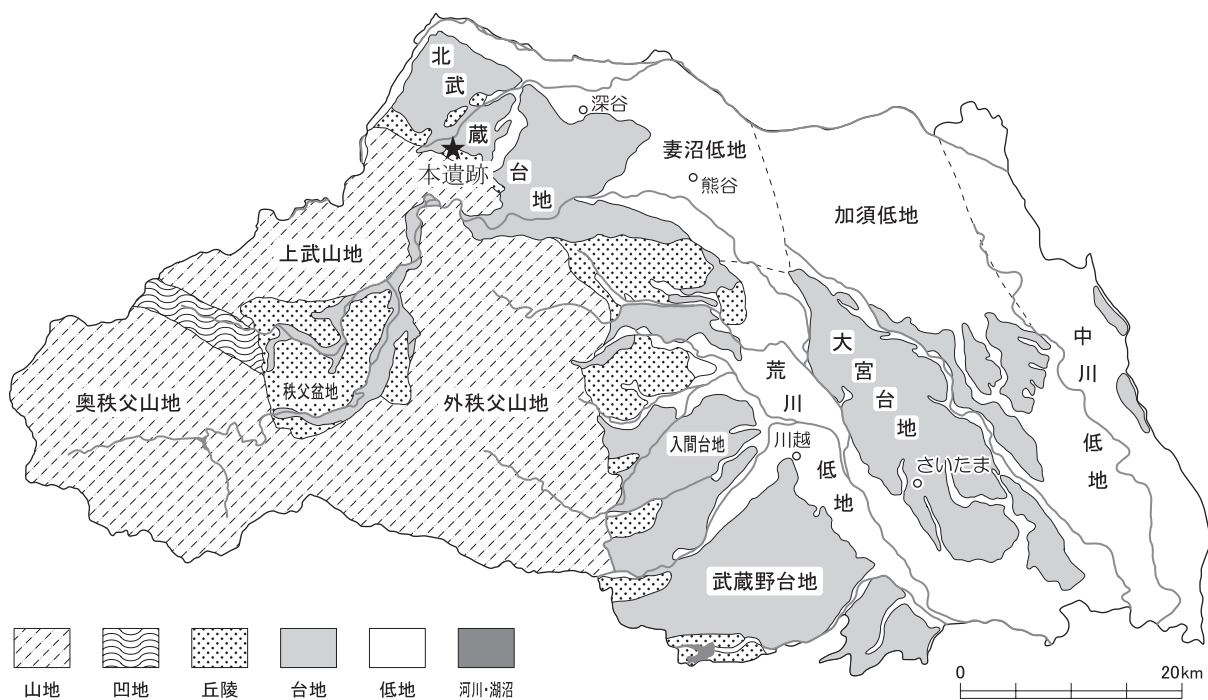 北武蔵台地
深谷
本遺跡
妻沼低地
熊谷
加須低地
上武山地
奥秩父山地
秩父盆地
外秩父山地
荒川低地
大宮台地
中川低地
入間台地
川越
さいたま
武蔵野台地
山地
凹地
丘陵
台地
低地
河川・湖沼
0
20km